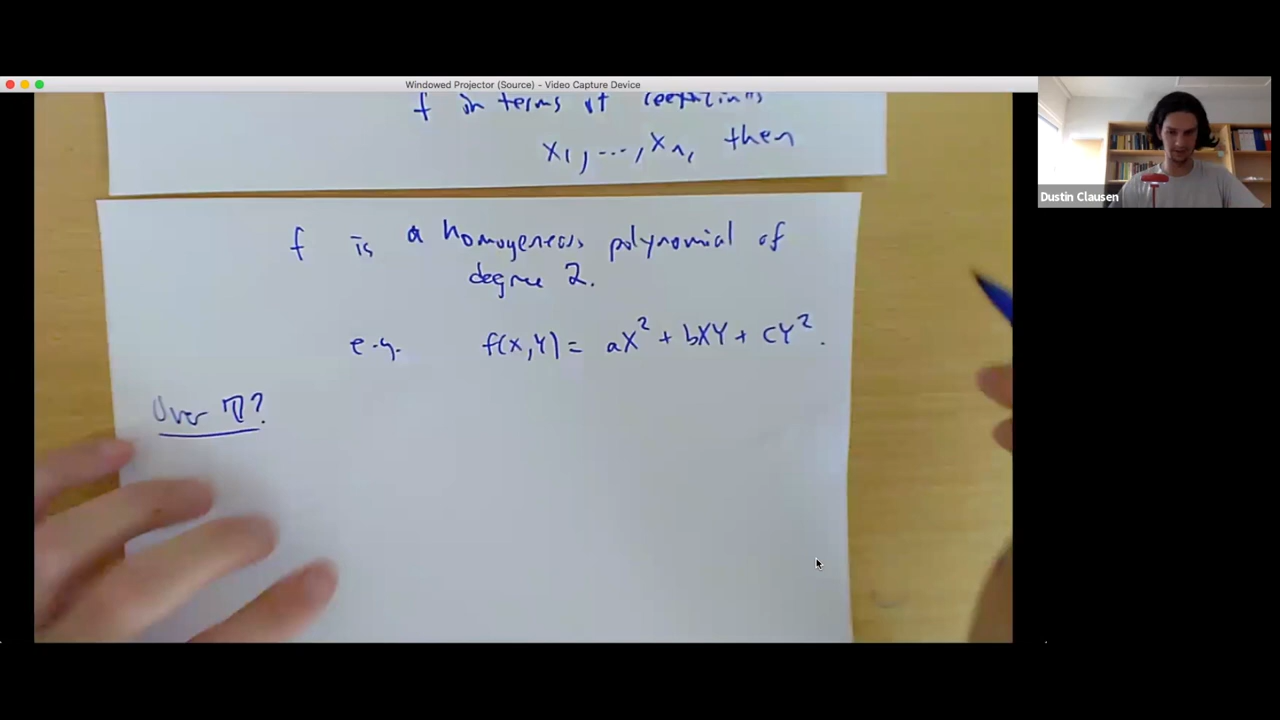 Windowed Projector (Source) - Video Capture Device
f in terms of
x₁, ..., xₙ, then
Dustin Clausen
f is a homogeneous polynomial of
degree 2.
e.g. f(X,Y) = aX² + bXY + cY².
Over ℤ?